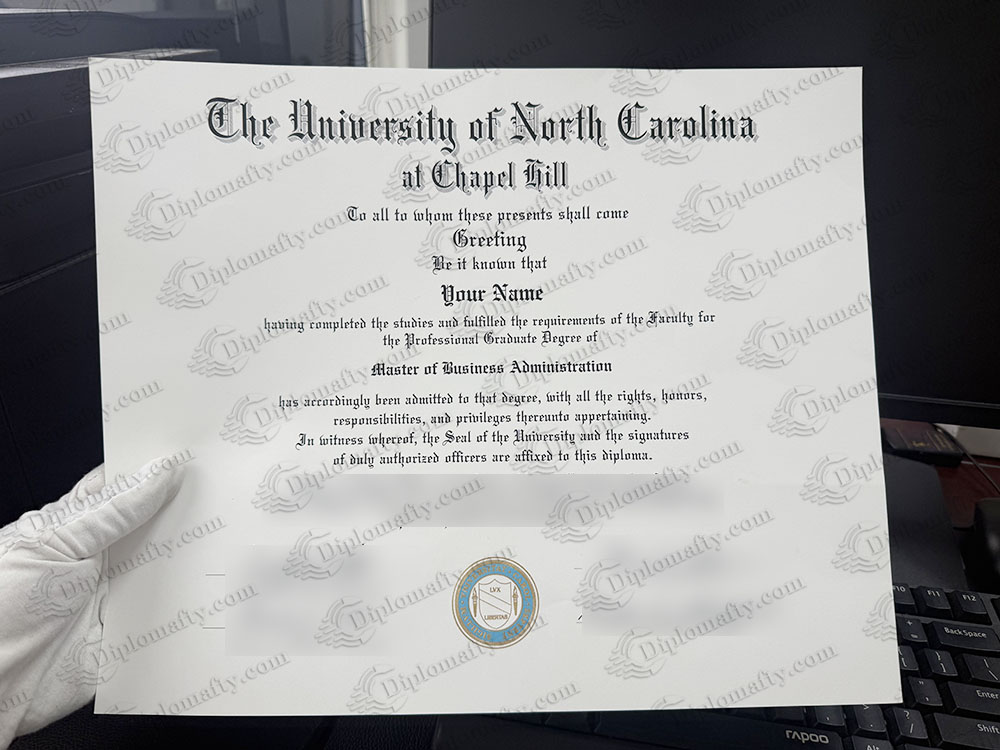 The University of North Carolina
at Chapel Hill
To all to whom these presents shall come
Greeting
Be it known that
Your Name
having completed the studies and fulfilled the requirements of the Faculty for
the Professional Graduate Degree of
Master of Business Administration
has accordingly been admitted to that degree, with all the rights, honors,
responsibilities, and privileges thereunto appertaining.
In witness whereof, the Seal of the University and the signatures
of duly authorized officers are affixed to this diploma.
LVX
LIBERTAS
Diplomafty.com
F10
F11
F12
BackSpace
Enter
Shift
Alt
rapoo